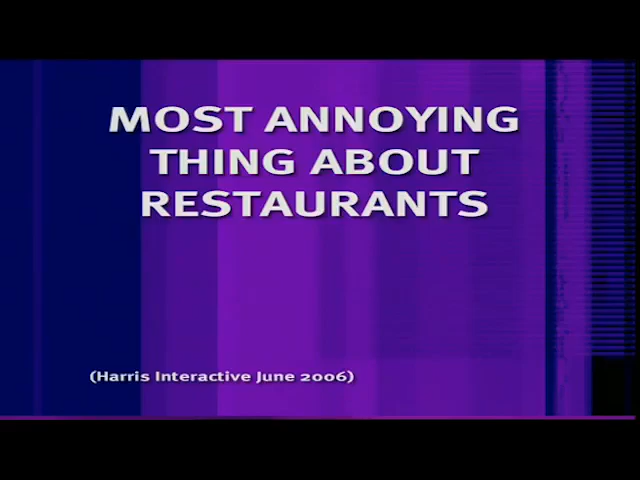 MOST ANNOYING
THING ABOUT
RESTAURANTS
(Harris Interactive June 2006)